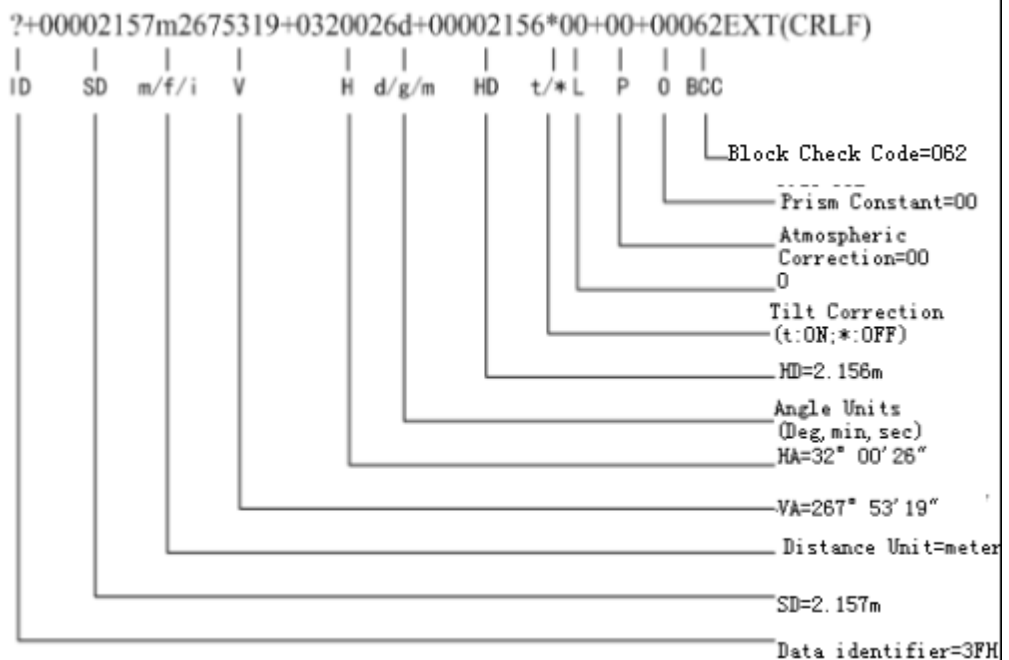 ?+00002157m2675319+0320026d+00002156*00+00+00062EXT(CRLF)
ID SD m/f/i V H d/g/m HD t/* L P O BCC
Block Check Code=062
Prism Constant=00
Atmospheric
Correction=00
0
Tilt Correction
(t:ON;*:OFF)
HD=2.156m
Angle Units
(Deg,min,sec)
HA=32° 00′26″
VA=267° 53′19″
Distance Unit=meter
SD=2.157m
Data identifier=3FH